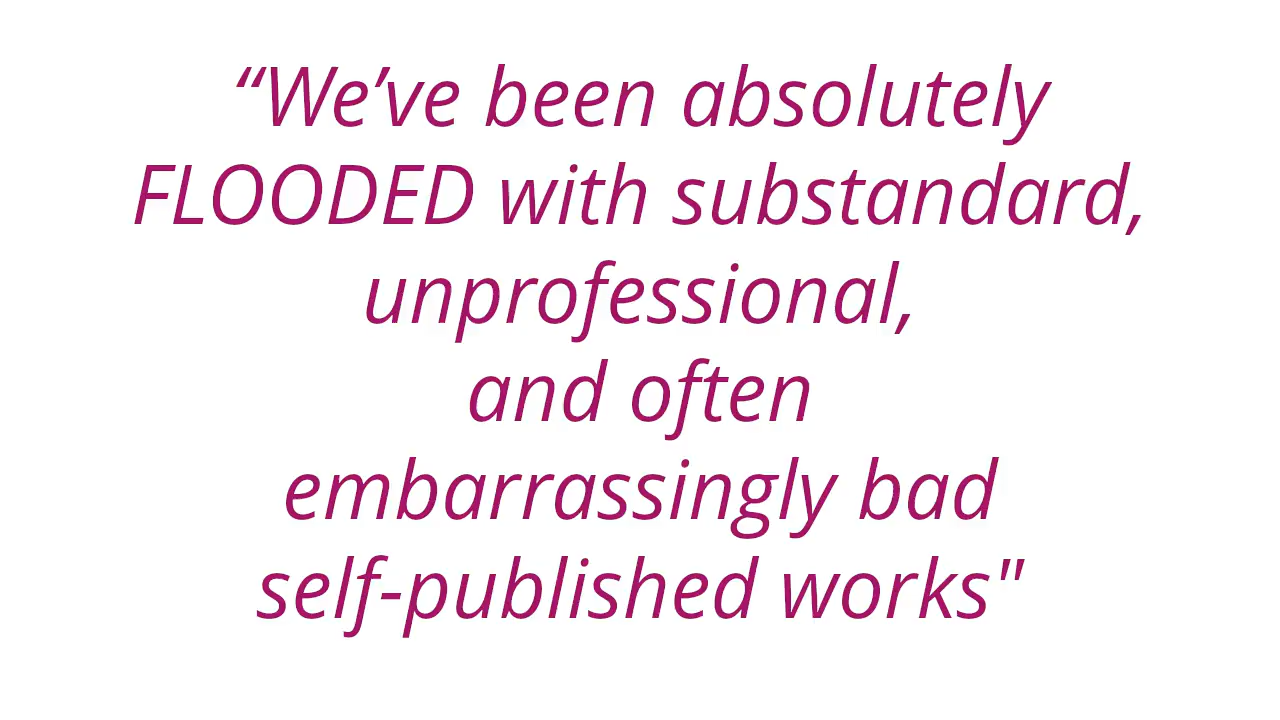 “We’ve been absolutely
FLOODED with substandard,
unprofessional,
and often
embarrassingly bad
self-published works"